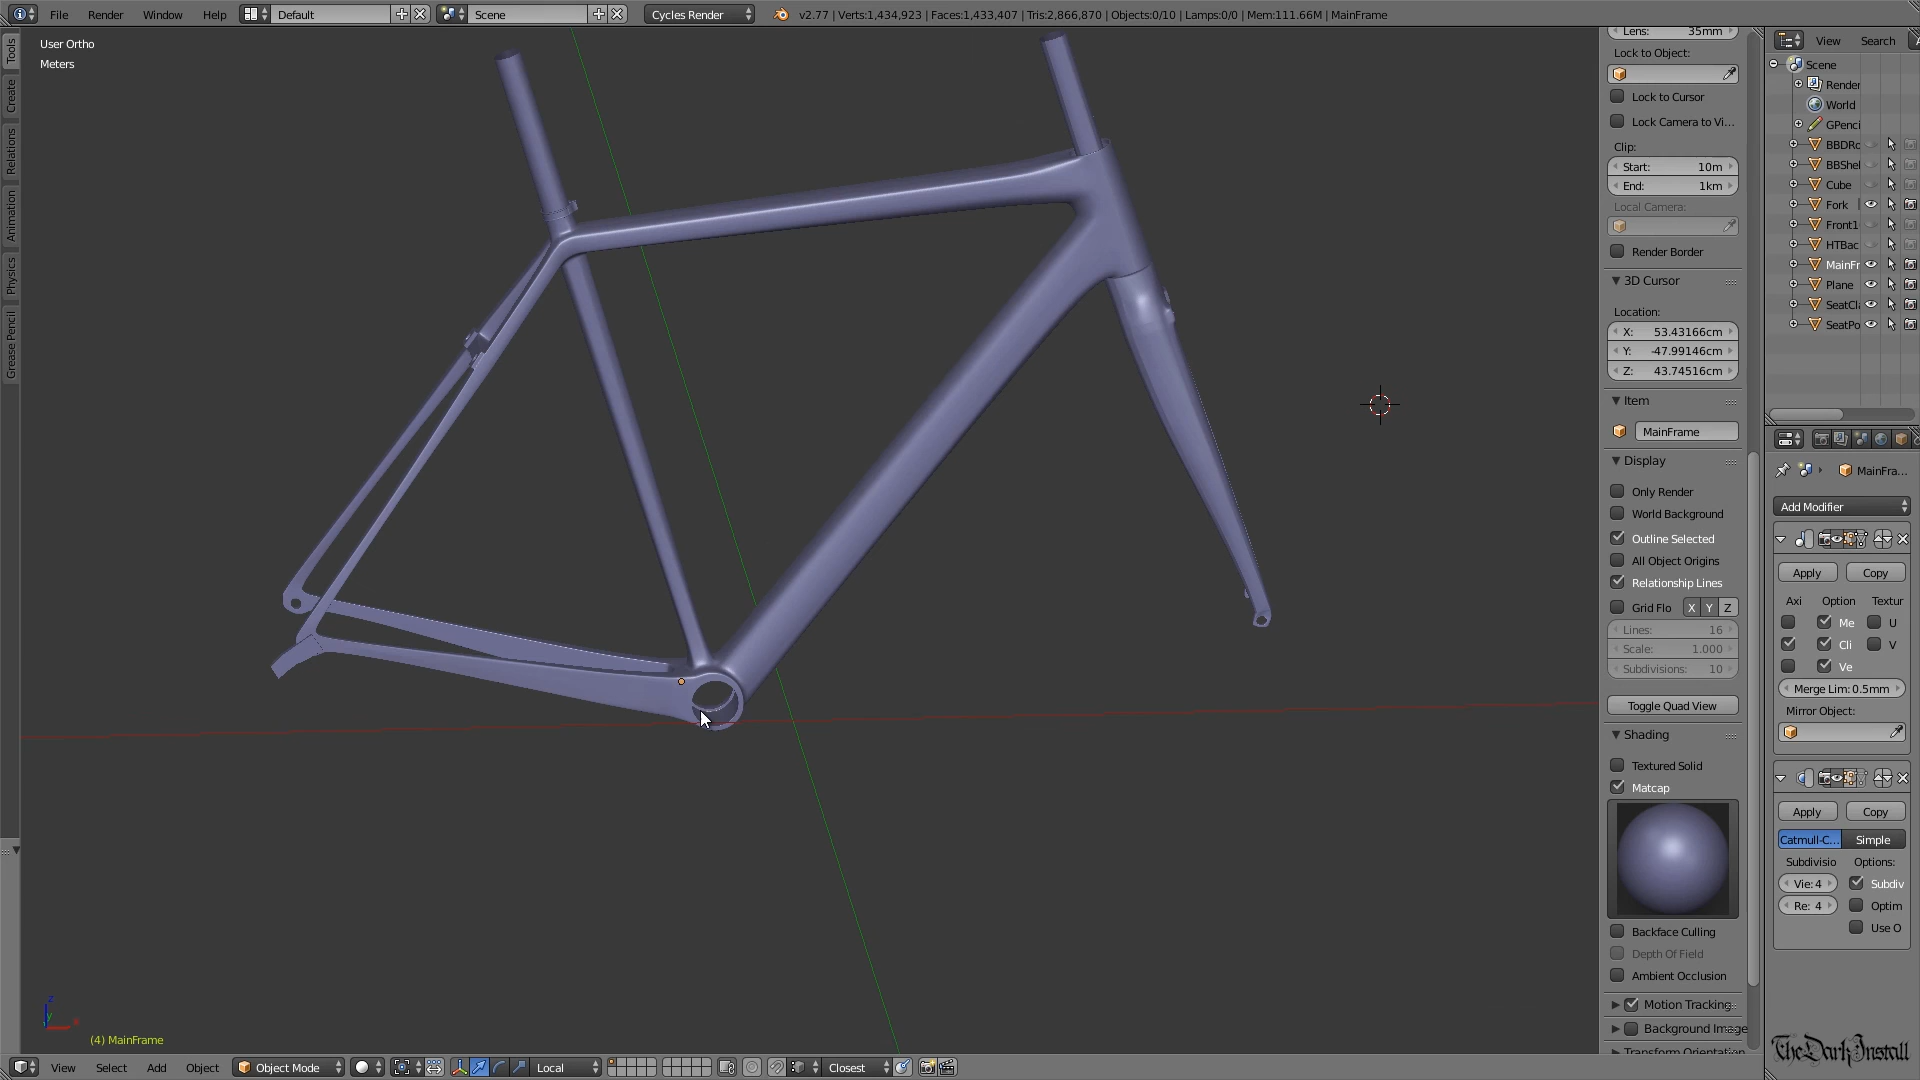 File Render Window Help Default Scene Cycles Render v2.77 | Verts:1,434,923 | Faces:1,433,407 | Tris:2,866,870 | Objects:0/10 | Lamps:0/0 | Mem:111.66M | MainFrame
User Ortho
Meters
Tools
Create
Relations
Animation
Physics
Grease Pencil
(4) MainFrame
z
y
View Select Add Object Object Mode Local Closest
Lens: 35mm
Lock to Object:
Lock to Cursor
Lock Camera to Vi...
Clip:
Start: 10m
End: 1km
Local Camera:
Render Border
3D Cursor
Location:
X: 53.43166cm
Y: -47.99146cm
Z: 43.74516cm
Item
MainFrame
Display
Only Render
World Background
Outline Selected
All Object Origins
Relationship Lines
Grid Flo X Y Z
Lines: 16
Scale: 1.000
Subdivisions: 10
Toggle Quad View
Shading
Textured Solid
Matcap
Backface Culling
Depth Of Field
Ambient Occlusion
Motion Tracking
Background Image
Transform Orientation
View Search
Scene
Render
World
GPenci
BBDRo
BBShel
Cube
Fork
Front1
HTBac
MainFr
Plane
SeatCla
SeatPo
MainFra...
Add Modifier
Apply Copy
Axi Option Textur
Me U
Cli V
Ve
Merge Lim: 0.5mm
Mirror Object:
Apply Copy
Catmull-C... Simple
Subdivisio Options:
Vie: 4 Subdiv
Re: 4 Optim
Use O
TheDarkInstall